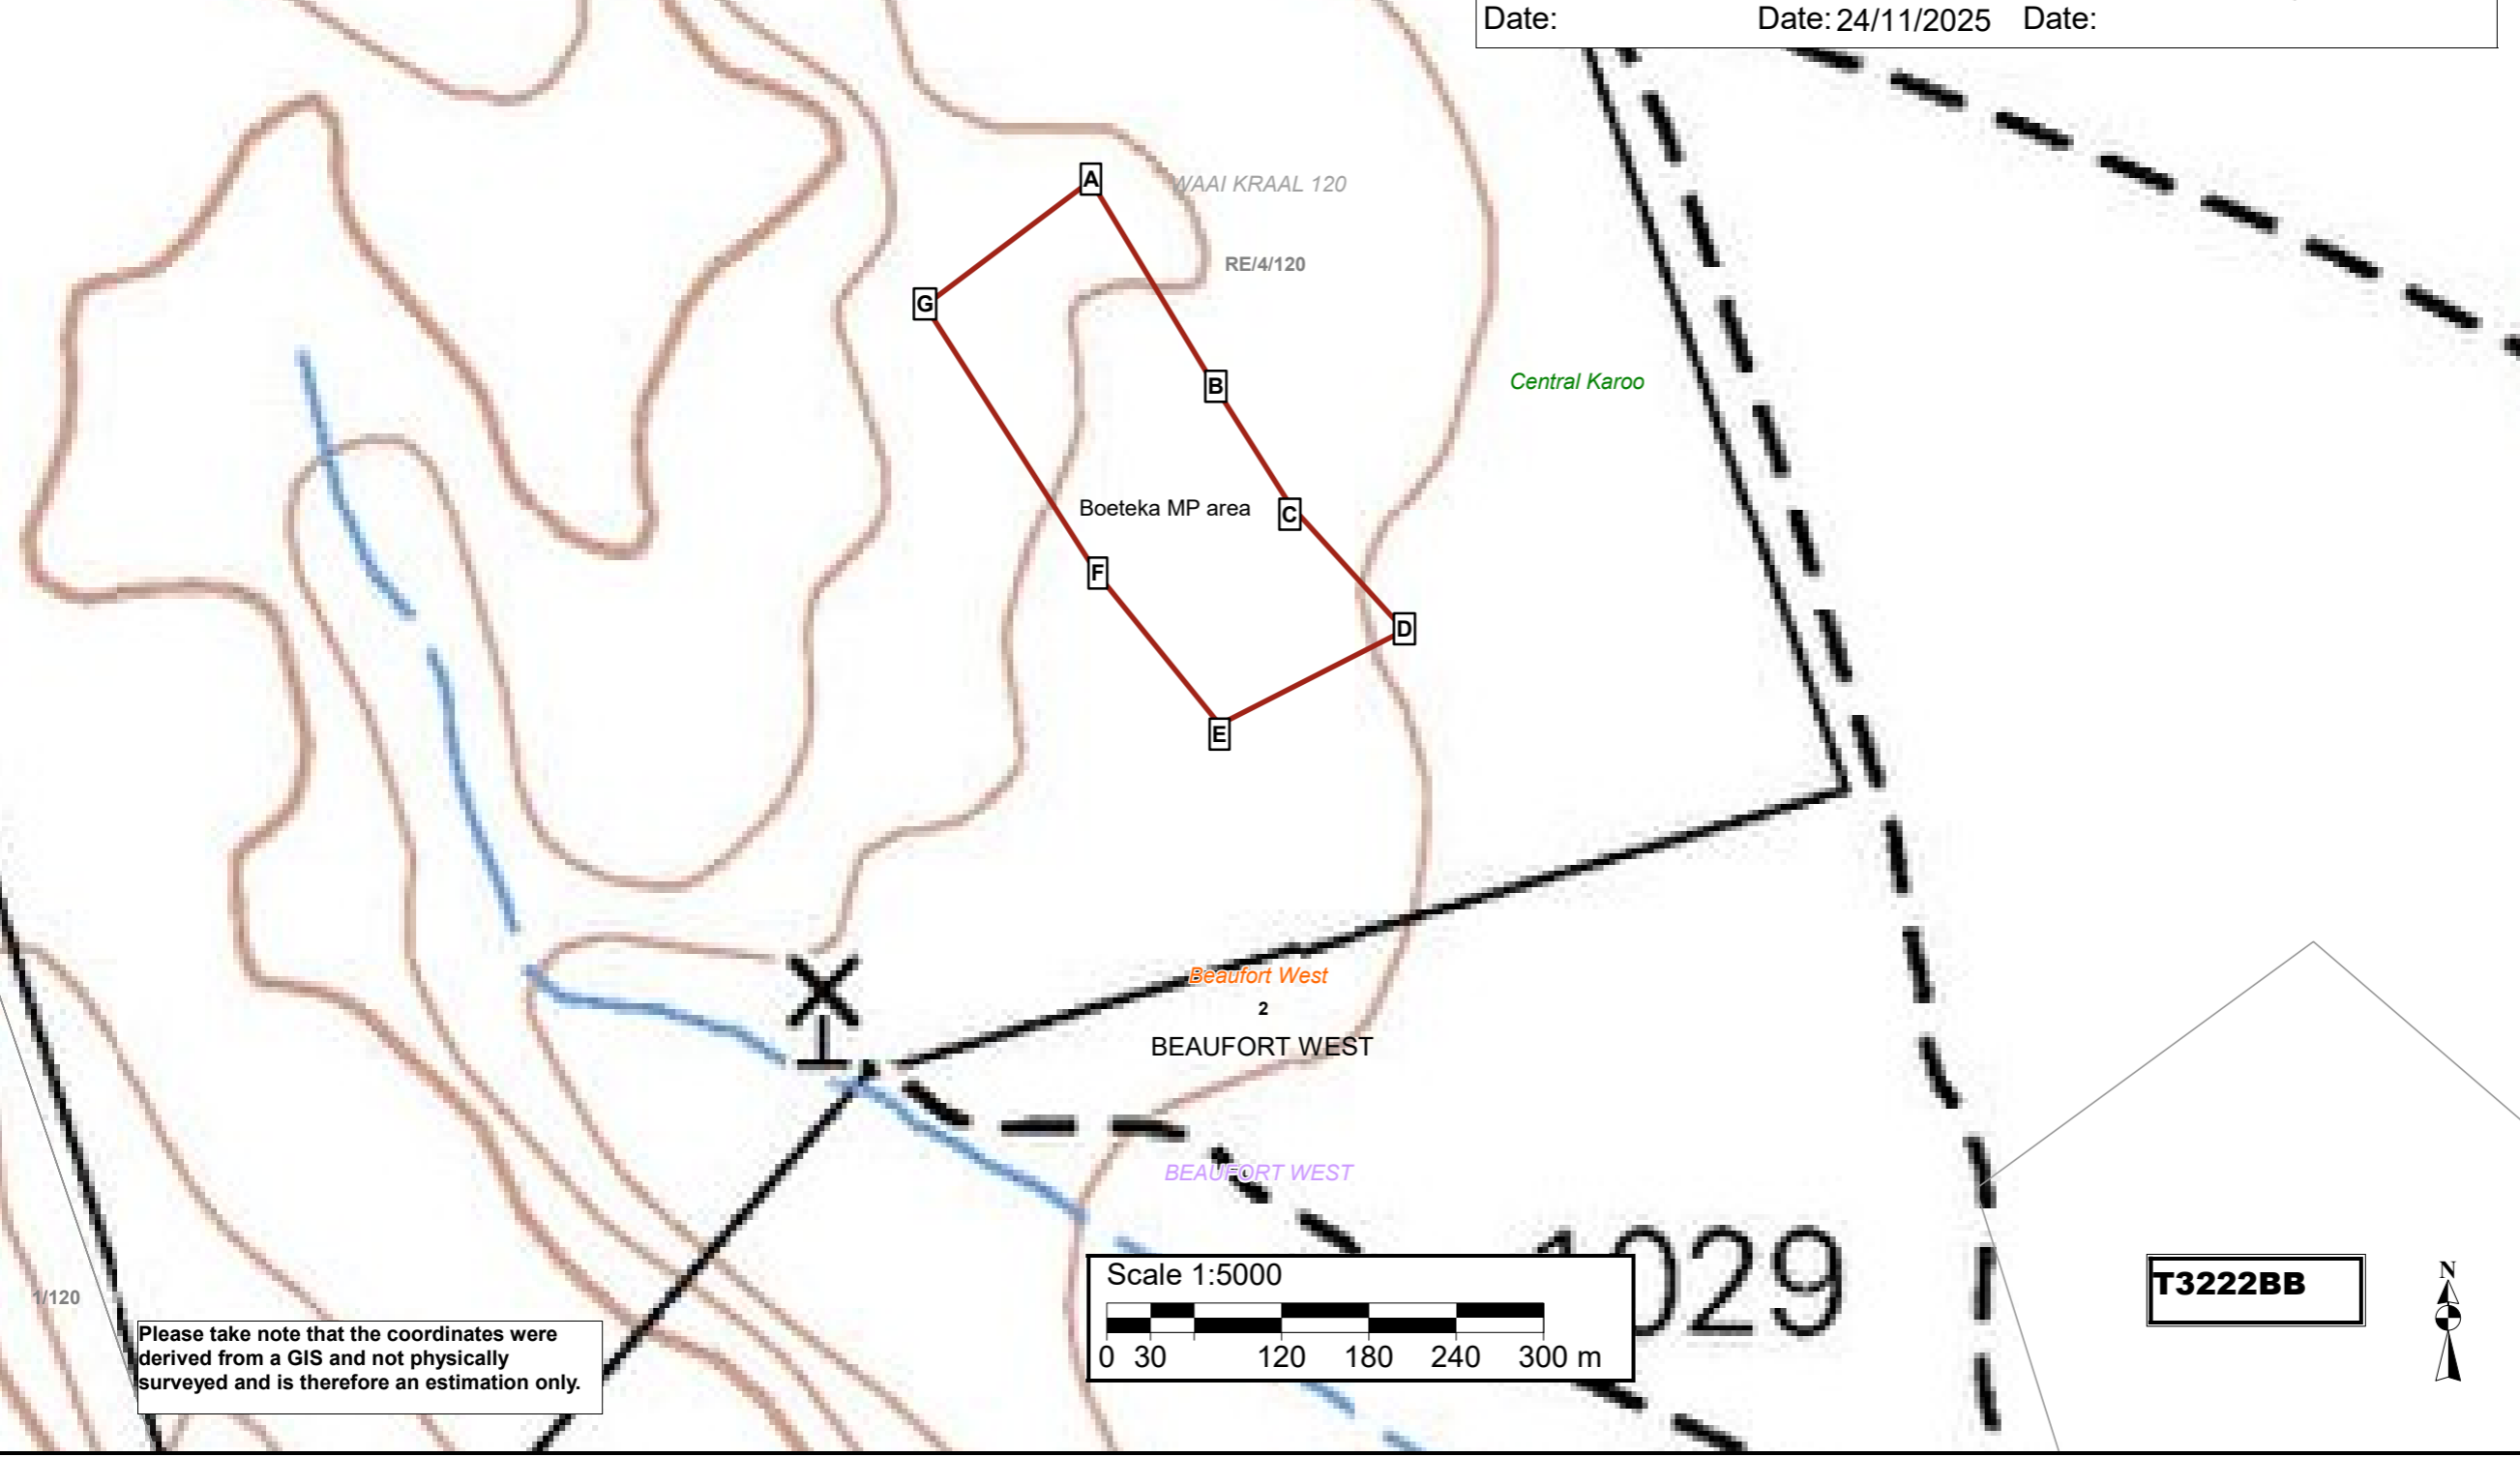 Date:
Date: 24/11/2025
Date:
A
WAAI KRAAL 120
RE/4/120
G
Central Karoo
B
Boeteka MP area
C
F
D
E
Beaufort West
2
BEAUFORT WEST
BEAUFORT WEST
1029
Scale 1:5000
0 30 120 180 240 300 m
T3222BB
N
1/120
Please take note that the coordinates were
derived from a GIS and not physically
surveyed and is therefore an estimation only.